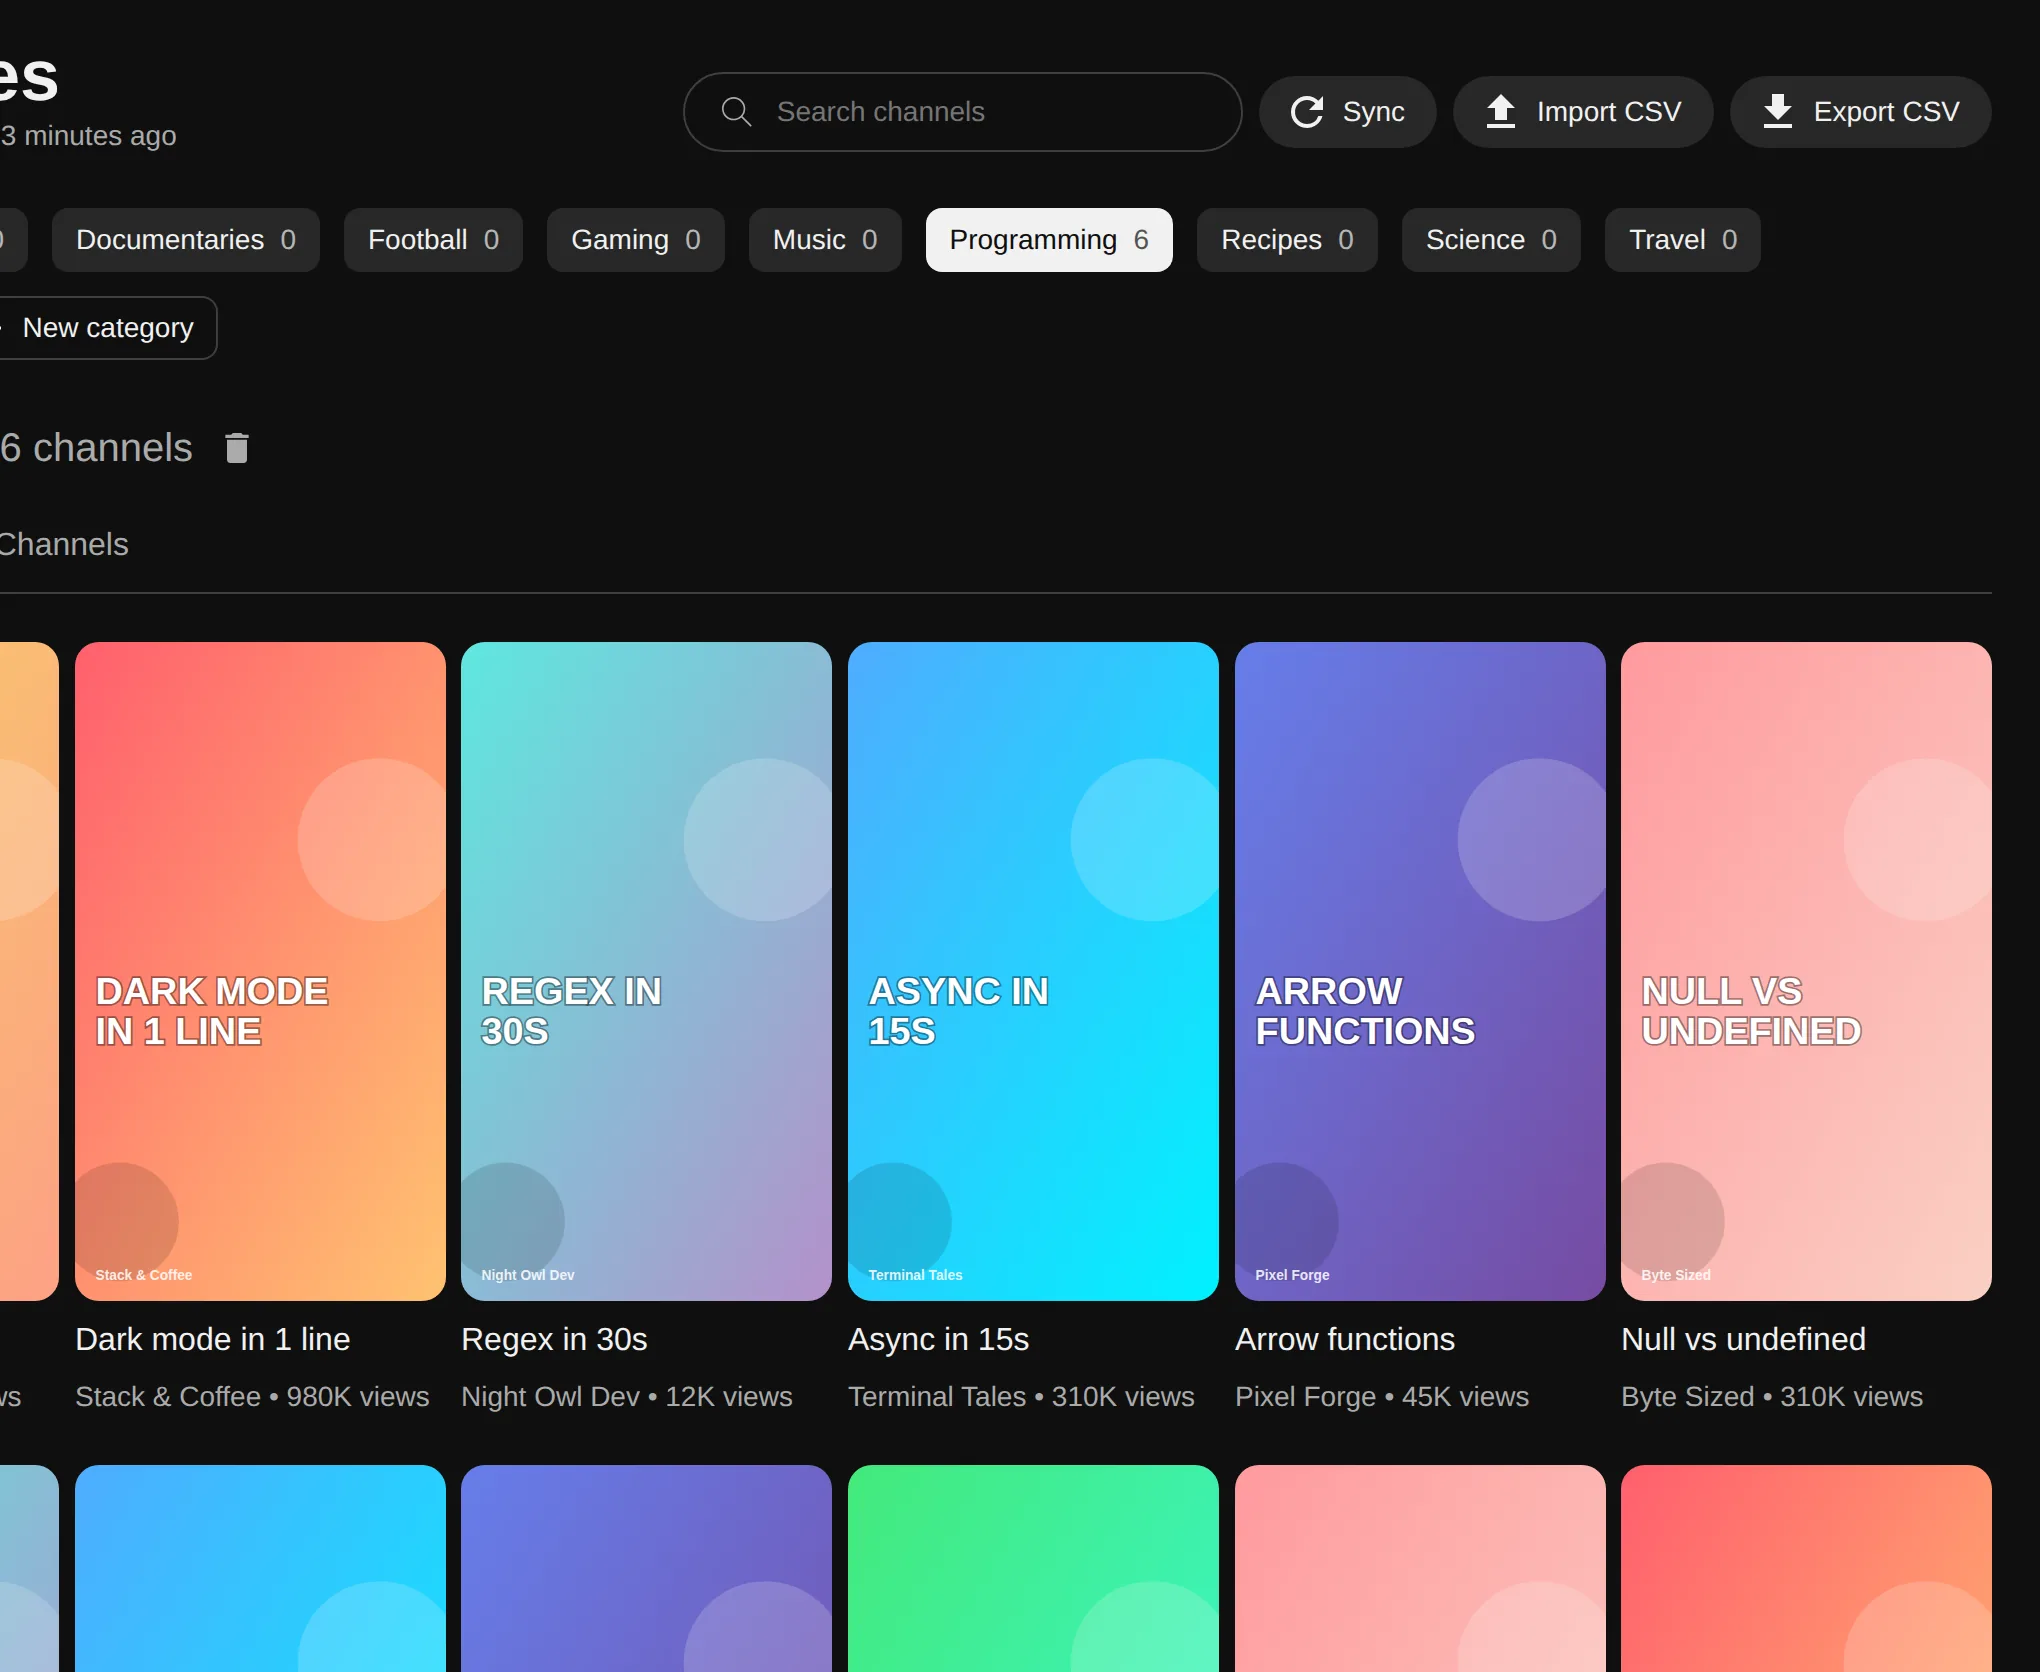 es
3 minutes ago
Search channels
Sync
Import CSV
Export CSV
0
Documentaries 0
Football 0
Gaming 0
Music 0
Programming 6
Recipes 0
Science 0
Travel 0
New category
6 channels
Channels
DARK MODE
IN 1 LINE
Stack & Coffee
REGEX IN
30S
Night Owl Dev
ASYNC IN
15S
Terminal Tales
ARROW
FUNCTIONS
Pixel Forge
NULL VS
UNDEFINED
Byte Sized
Dark mode in 1 line
Regex in 30s
Async in 15s
Arrow functions
Null vs undefined
ws
Stack & Coffee • 980K views
Night Owl Dev • 12K views
Terminal Tales • 310K views
Pixel Forge • 45K views
Byte Sized • 310K views